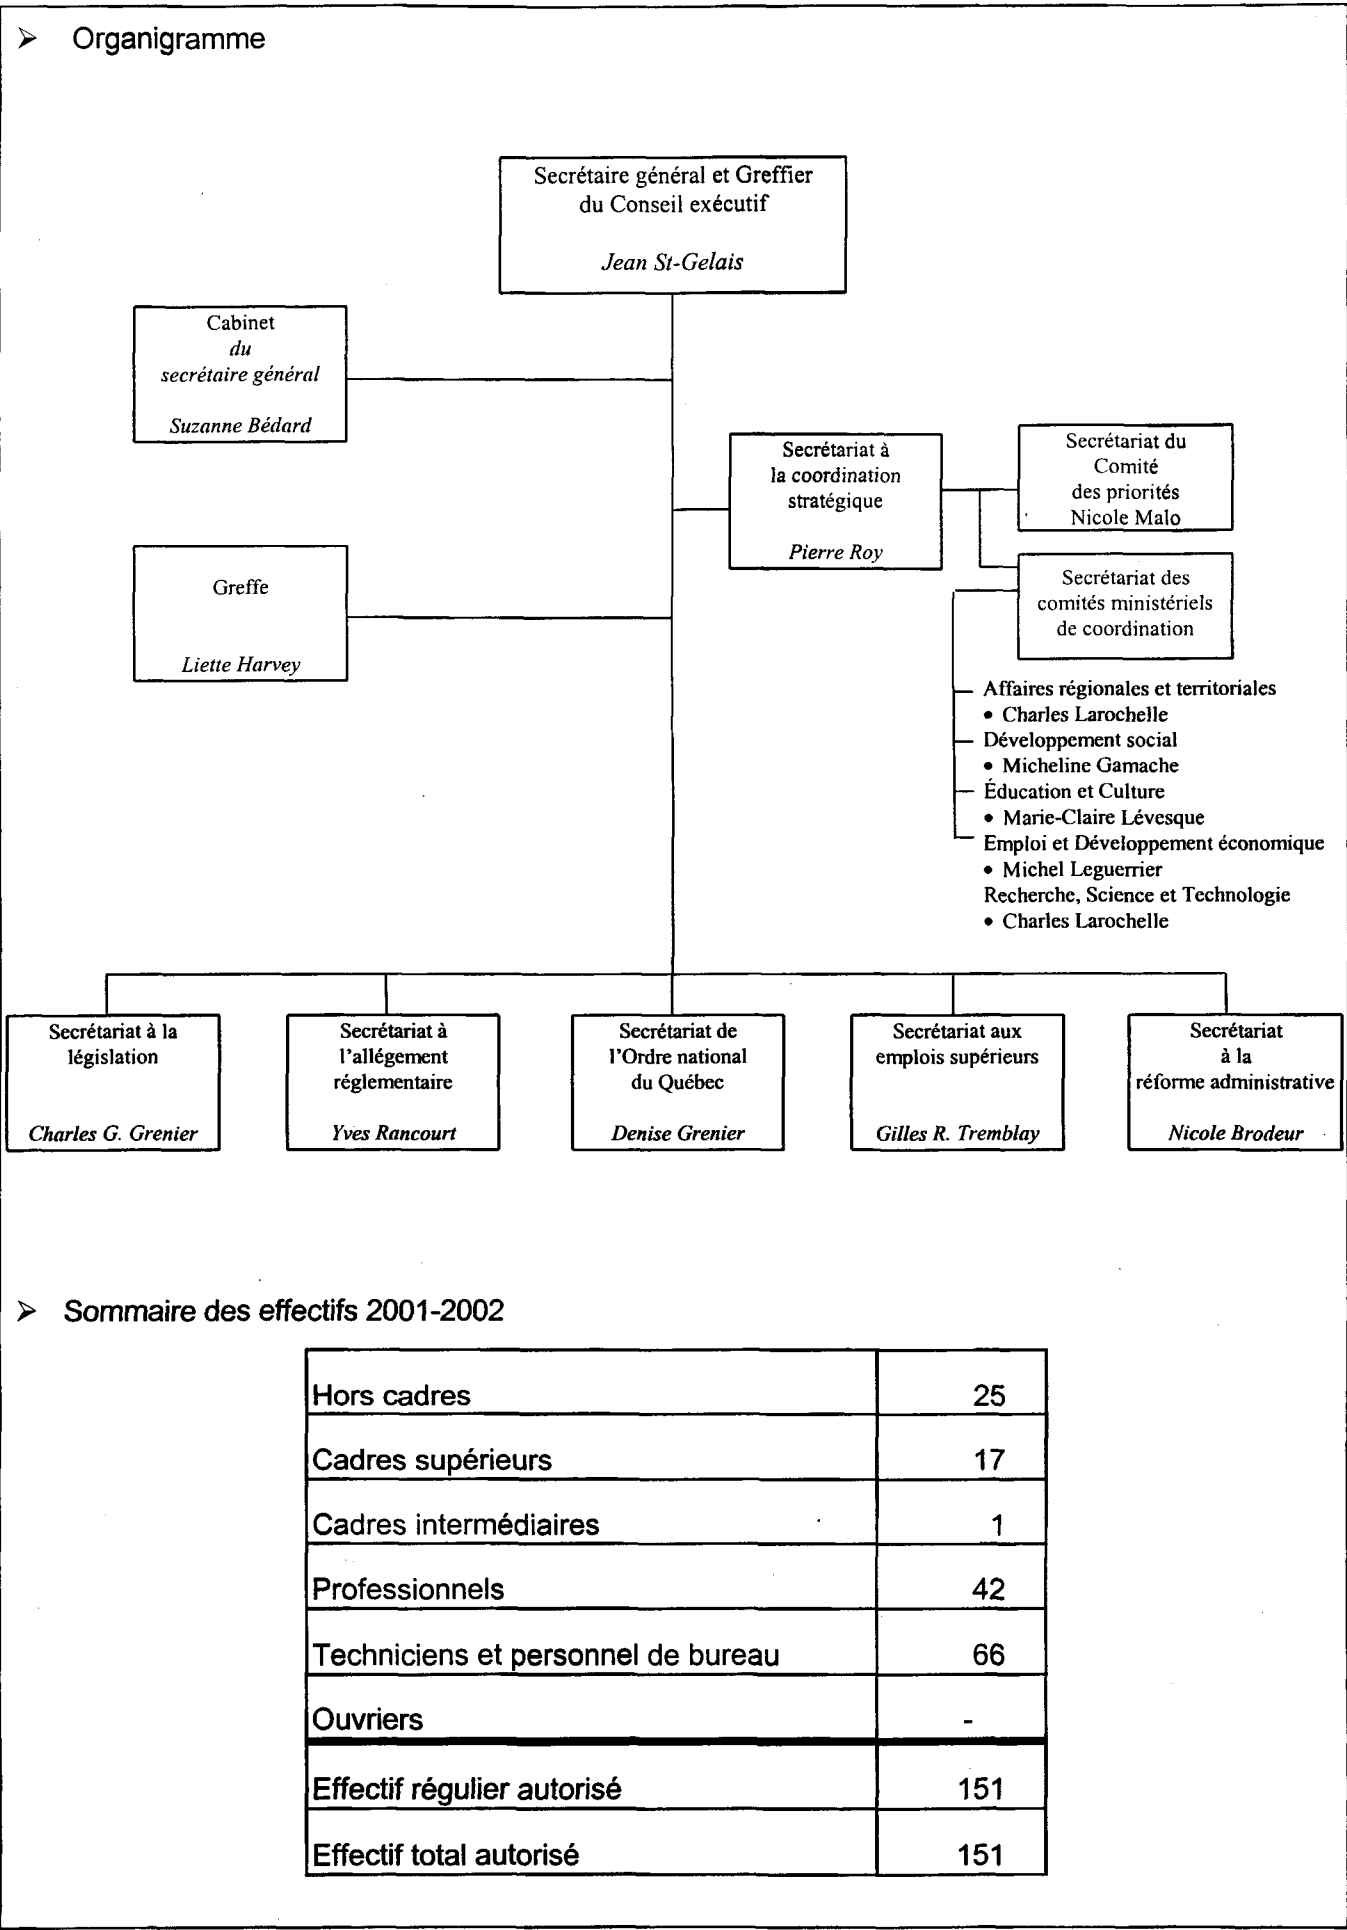 ➢ Organigramme
Secrétaire général et Greffier
du Conseil exécutif
Jean St-Gelais
Cabinet
du
secrétaire général
Suzanne Bédard
Secrétariat à
la coordination
stratégique
Pierre Roy
Secrétariat du
Comité
des priorités
Nicole Malo
Greffe
Liette Harvey
Secrétariat des
comités ministériels
de coordination
Affaires régionales et territoriales
• Charles Larochelle
Développement social
• Micheline Gamache
Éducation et Culture
• Marie-Claire Lévesque
Emploi et Développement économique
• Michel Leguerrier
Recherche, Science et Technologie
• Charles Larochelle
Secrétariat à la
législation
Charles G. Grenier
Secrétariat à
l'allégement
réglementaire
Yves Rancourt
Secrétariat de
l'Ordre national
du Québec
Denise Grenier
Secrétariat aux
emplois supérieurs
Gilles R. Tremblay
Secrétariat
à la
réforme administrative
Nicole Brodeur
➢ Sommaire des effectifs 2001-2002
Hors cadres 25
Cadres supérieurs 17
Cadres intermédiaires 1
Professionnels 42
Techniciens et personnel de bureau 66
Ouvriers -
Effectif régulier autorisé 151
Effectif total autorisé 151